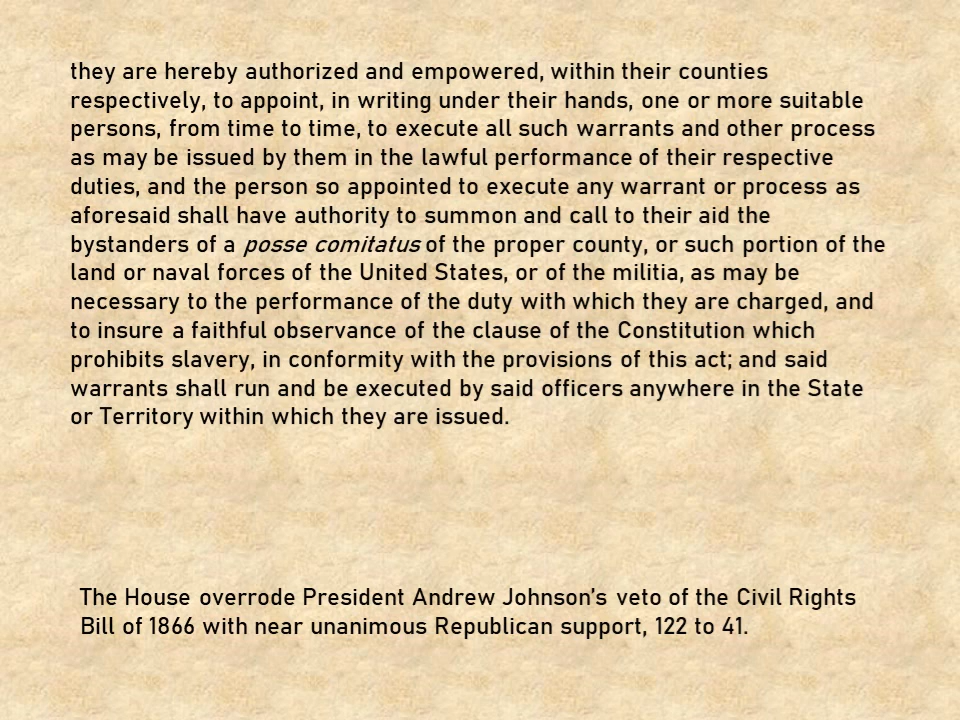 they are hereby authorized and empowered, within their counties
respectively, to appoint, in writing under their hands, one or more suitable
persons, from time to time, to execute all such warrants and other process
as may be issued by them in the lawful performance of their respective
duties, and the person so appointed to execute any warrant or process as
aforesaid shall have authority to summon and call to their aid the
bystanders of a posse comitatus of the proper county, or such portion of the
land or naval forces of the United States, or of the militia, as may be
necessary to the performance of the duty with which they are charged, and
to insure a faithful observance of the clause of the Constitution which
prohibits slavery, in conformity with the provisions of this act; and said
warrants shall run and be executed by said officers anywhere in the State
or Territory within which they are issued.
The House overrode President Andrew Johnson's veto of the Civil Rights
Bill of 1866 with near unanimous Republican support, 122 to 41.